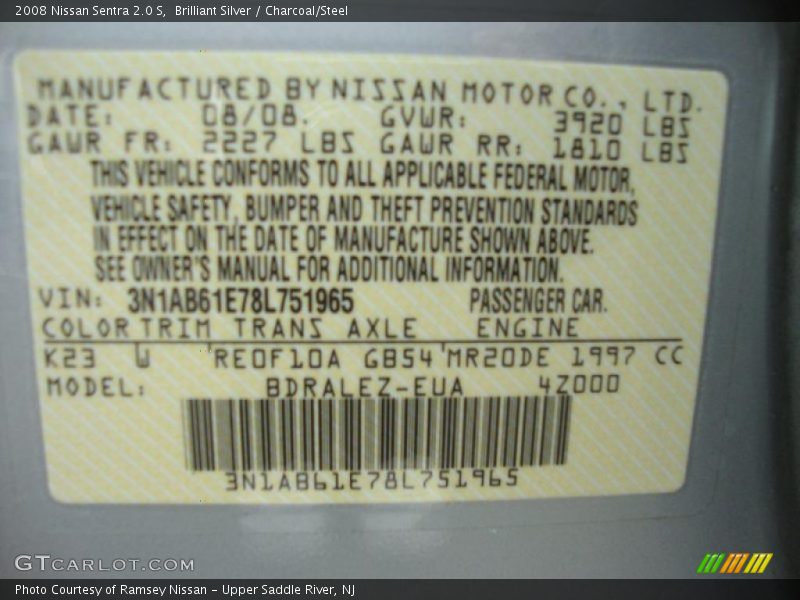 2008 Nissan Sentra 2.0 S,  Brilliant Silver / Charcoal/Steel
MANUFACTURED BY NISSAN MOTOR CO., LTD.
DATE: 08/08. GVWR: 3920 LBS
GAWR FR: 2227 LBS GAWR RR: 1810 LBS
THIS VEHICLE CONFORMS TO ALL APPLICABLE FEDERAL MOTOR,
VEHICLE SAFETY, BUMPER AND THEFT PREVENTION STANDARDS
IN EFFECT ON THE DATE OF MANUFACTURE SHOWN ABOVE.
SEE OWNER'S MANUAL FOR ADDITIONAL INFORMATION.
VIN: 3N1AB61E78L751965 PASSENGER CAR.
COLOR TRIM TRANS AXLE ENGINE
K23 W RE0F10A GB54 MR20DE 1997 CC
MODEL: BDRALEZ-EUA 4Z000
3N1AB61E78L751965
GTCARLOT.COM
Photo Courtesy of Ramsey Nissan - Upper Saddle River, NJ